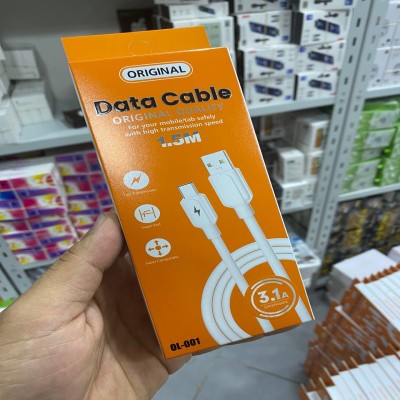 ORIGINAL
Data Cable
ORIGINAL QUALITY
For your mobile/tab safely
with high transmission speed
1.5M
3.1A
OL-001